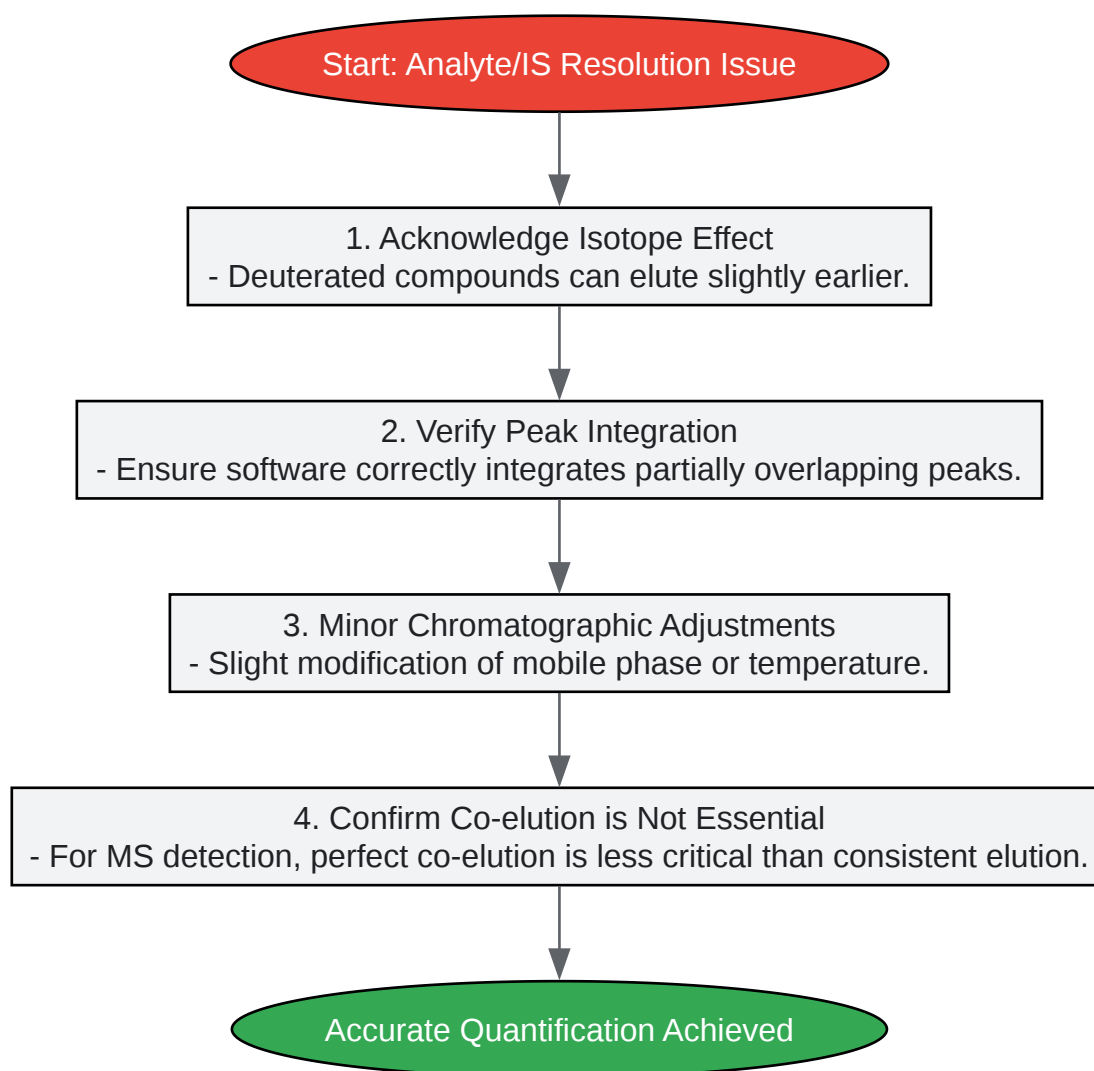 Start: Analyte/IS Resolution Issue
1. Acknowledge Isotope Effect
- Deuterated compounds can elute slightly earlier.
2. Verify Peak Integration
- Ensure software correctly integrates partially overlapping peaks.
3. Minor Chromatographic Adjustments
- Slight modification of mobile phase or temperature.
4. Confirm Co-elution is Not Essential
- For MS detection, perfect co-elution is less critical than consistent elution.
Accurate Quantification Achieved